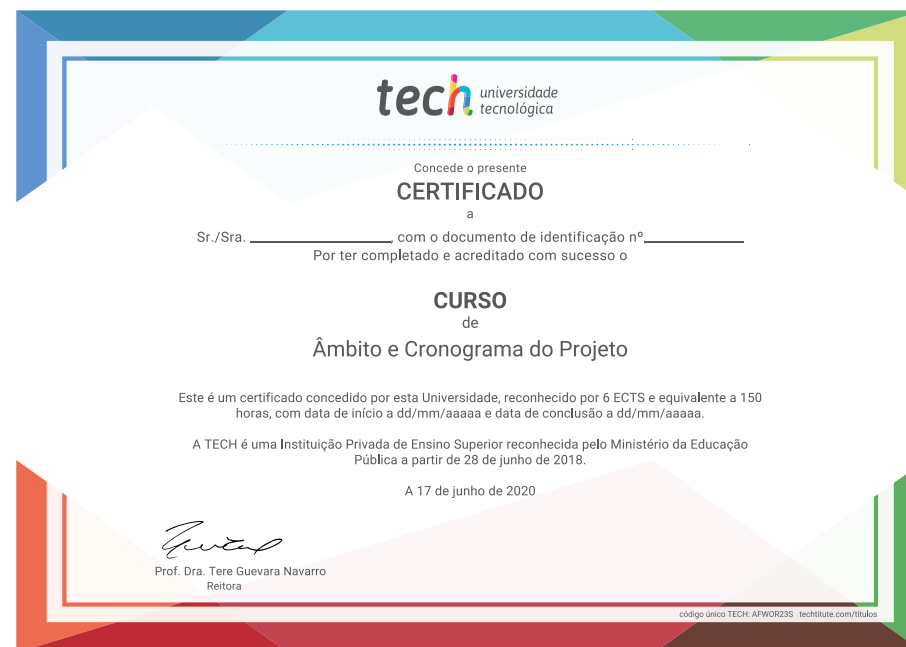 tech universidade
tecnológica
Concede o presente
CERTIFICADO
a
Sr./Sra. ____________, com o documento de identificação nº____________
Por ter completado e acreditado com sucesso o
CURSO
de
Âmbito e Cronograma do Projeto
Este é um certificado concedido por esta Universidade, reconhecido por 6 ECTS e equivalente a 150
horas, com data de início a dd/mm/aaaaa e data de conclusão a dd/mm/aaaaa.
A TECH é uma Instituição Privada de Ensino Superior reconhecida pelo Ministério da Educação
Pública a partir de 28 de junho de 2018.
A 17 de junho de 2020
Prof. Dra. Tere Guevara Navarro
Reitora
código único TECH: AFWOR23S techtitute.com/titulos